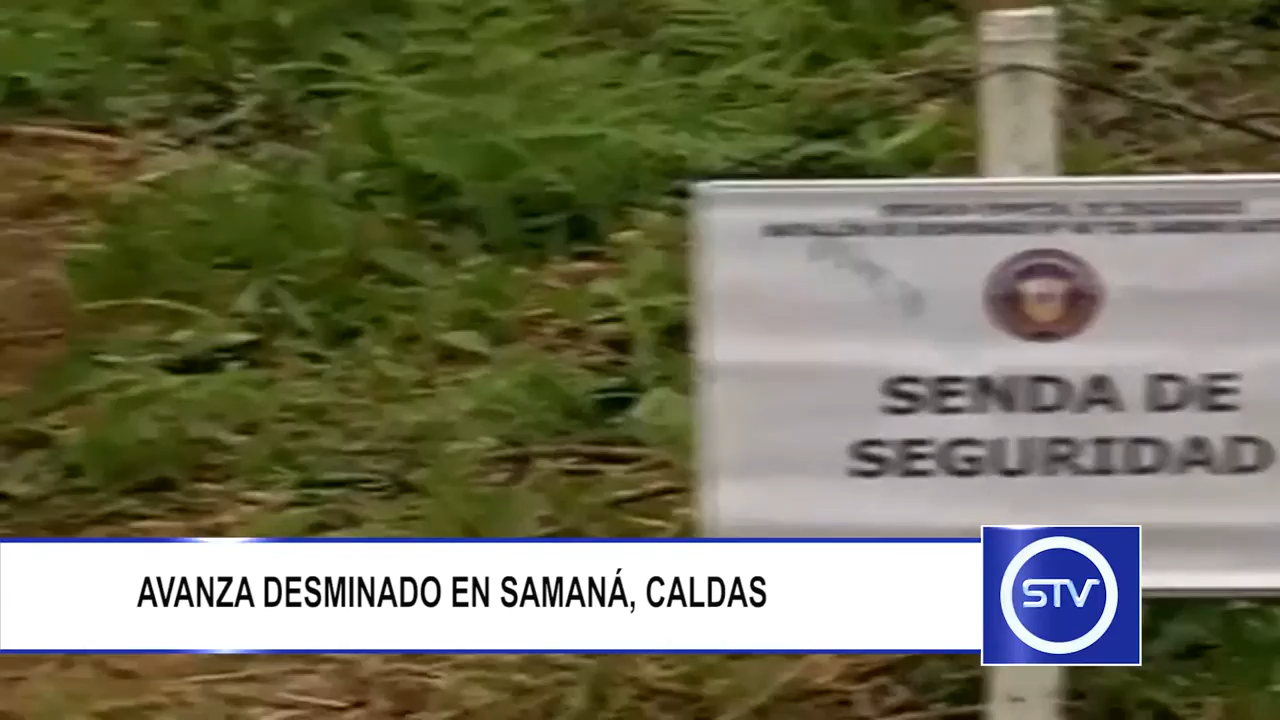 SENDA DE
SEGURIDAD
AVANZA DESMINADO EN SAMANÁ, CALDAS
STV